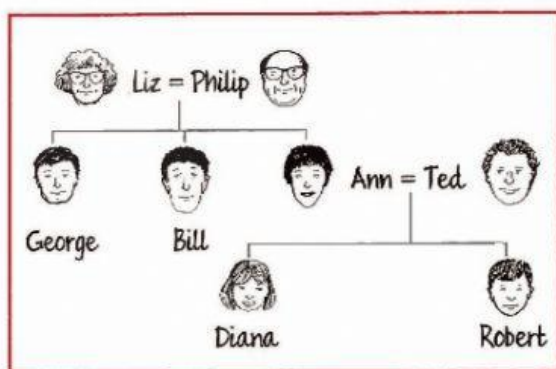 Liz = Philip
Ann = Ted
George
Bill
Diana
Robert